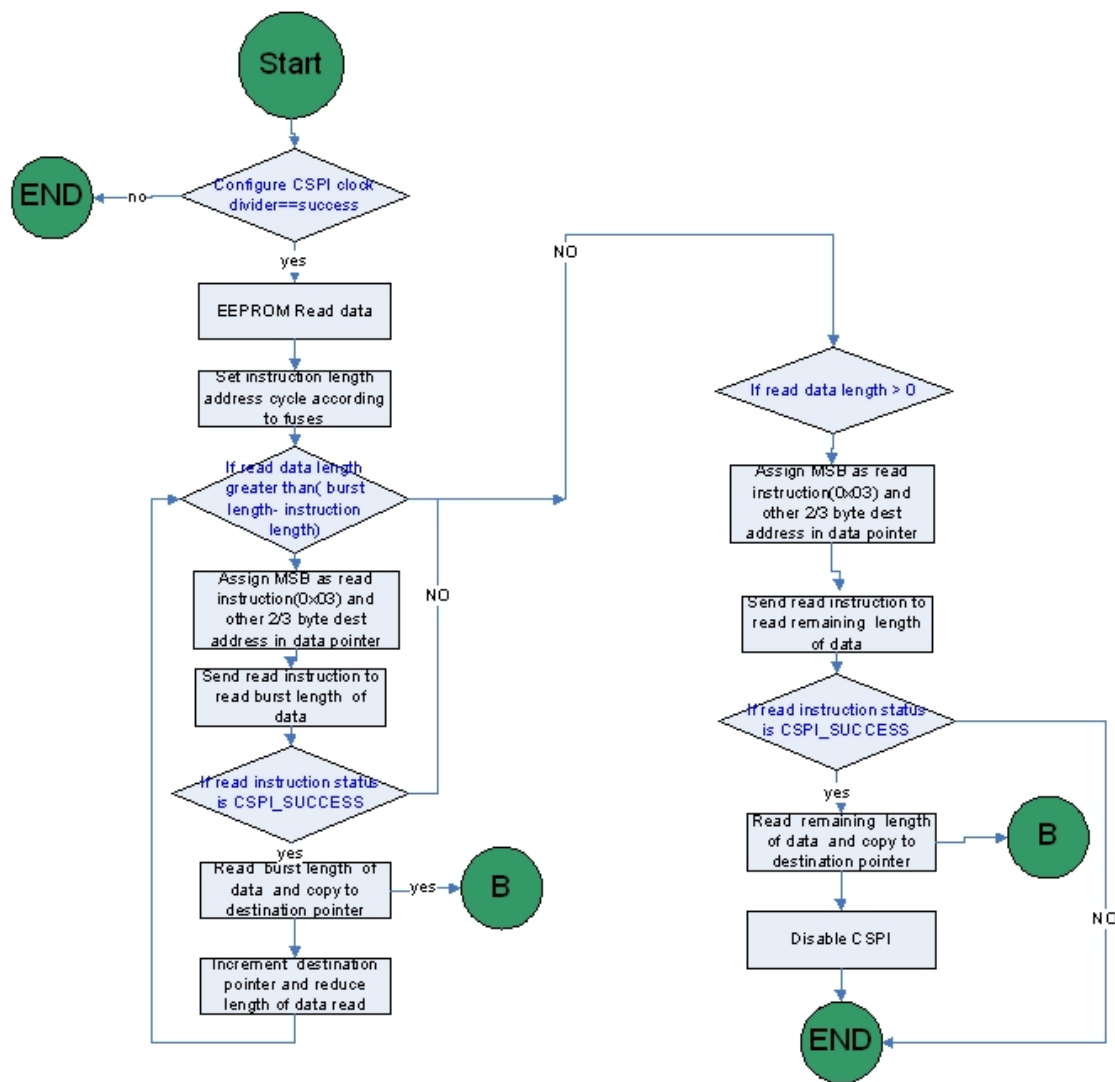 Start
END
no
Configure CSPI clock
divider==success
yes
EEPROM Read data
Set instruction length
address cycle according
to fuses
If read data length
greater than( burst
length- instruction
length)
Assign MSB as read
instruction(0x03) and
other 2/3 byte dest
address in data pointer
NO
Send read instruction to
read burst length of
data
If read instruction status
is CSPI_SUCCESS
yes
Read burst length of
data and copy to
destination pointer
yes
B
Increment destination
pointer and reduce
length of data read
NO
If read data length > 0
Assign MSB as read
instruction(0x03) and
other 2/3 byte dest
address in data pointer
Send read instruction to
read remaining length
of data
If read instruction status
is CSPI_SUCCESS
yes
Read remaining length
of data and copy to
destination pointer
B
NO
Disable CSPI
END